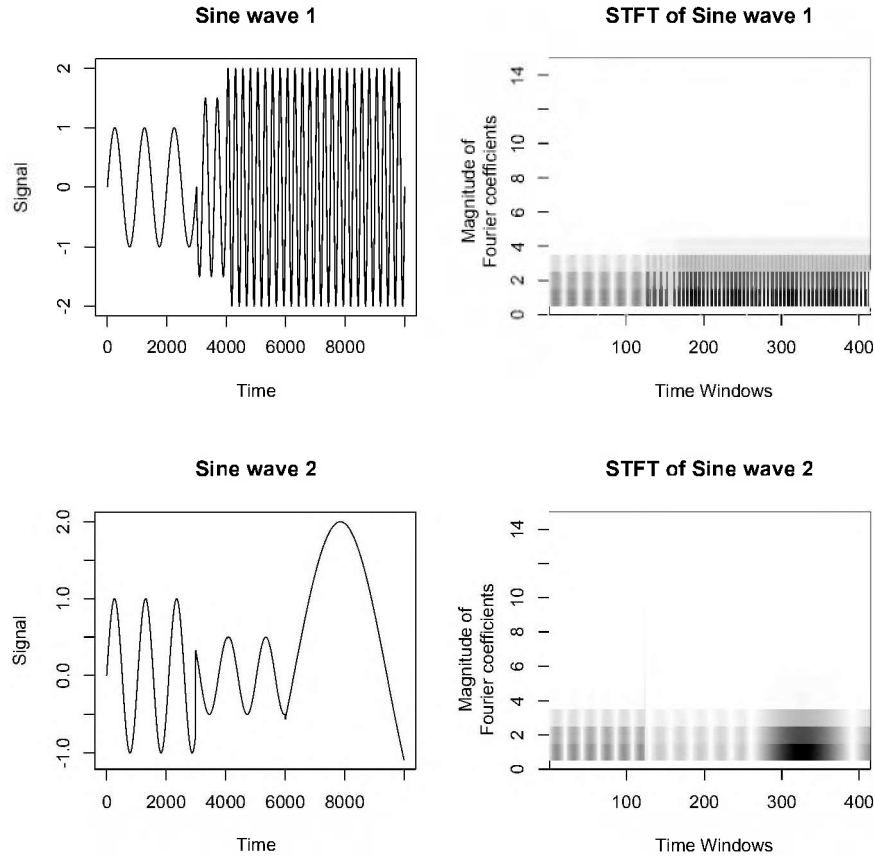 Sine wave 1
2
1
0
-1
-2
Signal
0 2000 4000 6000 8000
Time
STFT of Sine wave 1
14
10
8
6
4
2
0
Magnitude of
Fourier coefficients
100 200 300 400
Time Windows
Sine wave 2
2.0
1.0
0.0
-1.0
Signal
0 2000 4000 6000 8000
Time
STFT of Sine wave 2
14
10
8
6
4
2
0
Magnitude of
Fourier coefficients
100 200 300 400
Time Windows